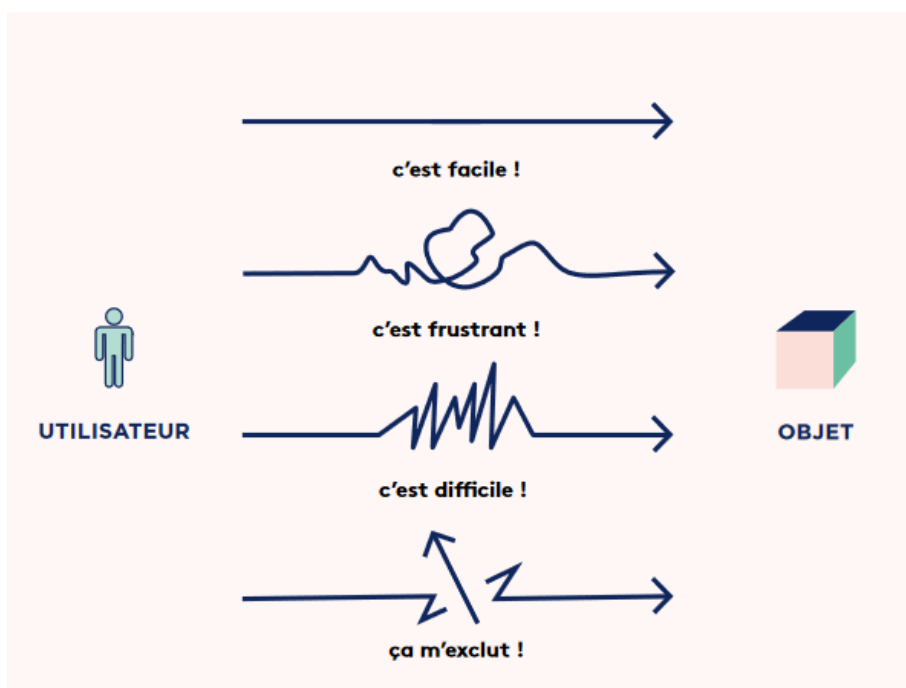 c'est facile !
c'est frustrant !
UTILISATEUR
OBJET
c'est difficile !
ça m'exclut !